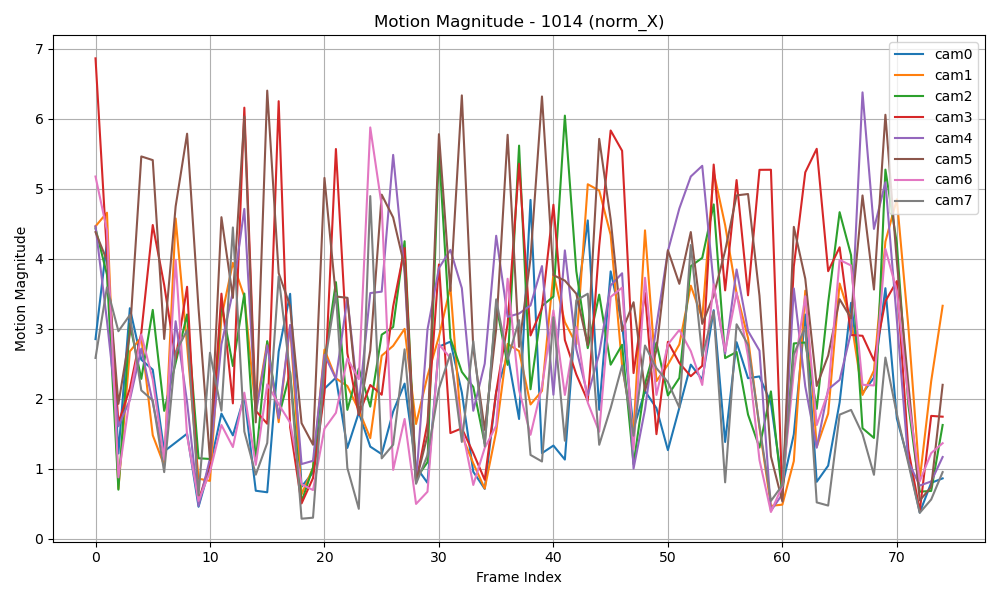 Motion Magnitude - 1014 (norm_X)
7
6
5
4
3
2
1
0
Motion Magnitude
cam0
cam1
cam2
cam3
cam4
cam5
cam6
cam7
0
10
20
30
40
50
60
70
Frame Index